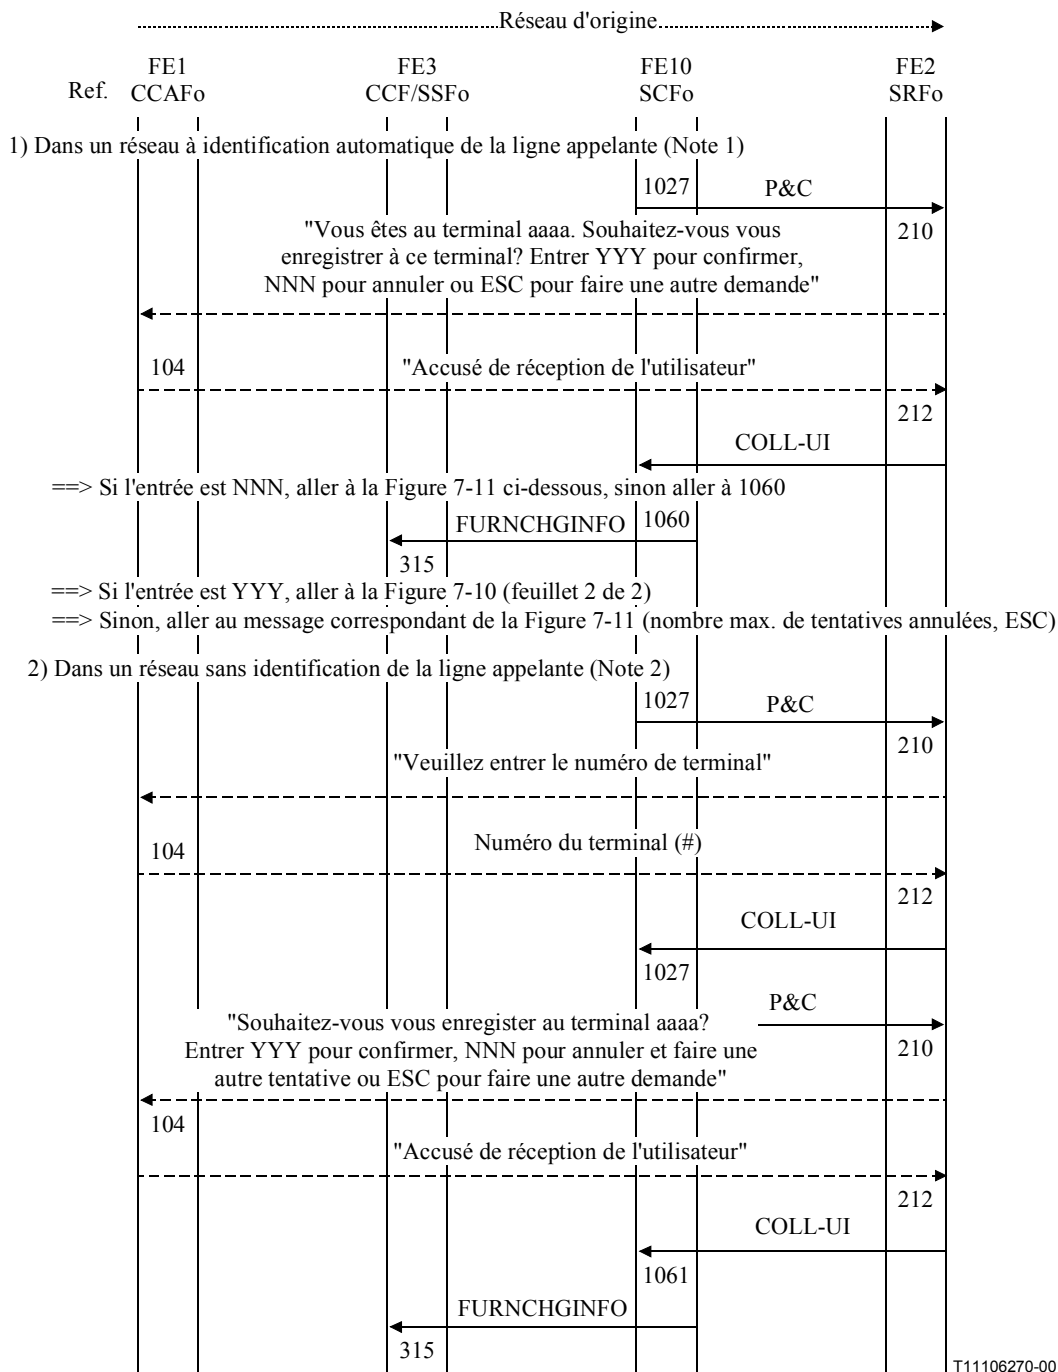 Réseau d'origine
FE1 FE3 FE10 FE2
Ref. CCAFo CCF/SSFo SCFo SRFo
1) Dans un réseau à identification automatique de la ligne appelante (Note 1)
1027 P&C
"Vous êtes au terminal aaaa. Souhaitez-vous vous 210
enregistrer à ce terminal? Entrer YYY pour confirmer,
NNN pour annuler ou ESC pour faire une autre demande"
104 "Accusé de réception de l'utilisateur"
212
COLL-UI
==> Si l'entrée est NNN, aller à la Figure 7-11 ci-dessous, sinon aller à 1060
FURNCHGINFO 1060
315
==> Si l'entrée est YYY, aller à la Figure 7-10 (feuillet 2 de 2)
==> Sinon, aller au message correspondant de la Figure 7-11 (nombre max. de tentatives annulées, ESC)
2) Dans un réseau sans identification de la ligne appelante (Note 2)
1027 P&C
210
"Veuillez entrer le numéro de terminal"
104 Numéro du terminal (#)
212
COLL-UI
1027
P&C
"Souhaitez-vous vous enregister au terminal aaaa?
Entrer YYY pour confirmer, NNN pour annuler et faire une 210
autre tentative ou ESC pour faire une autre demande"
104
"Accusé de réception de l'utilisateur"
212
COLL-UI
1061
FURNCHGINFO
315
T11106270-00